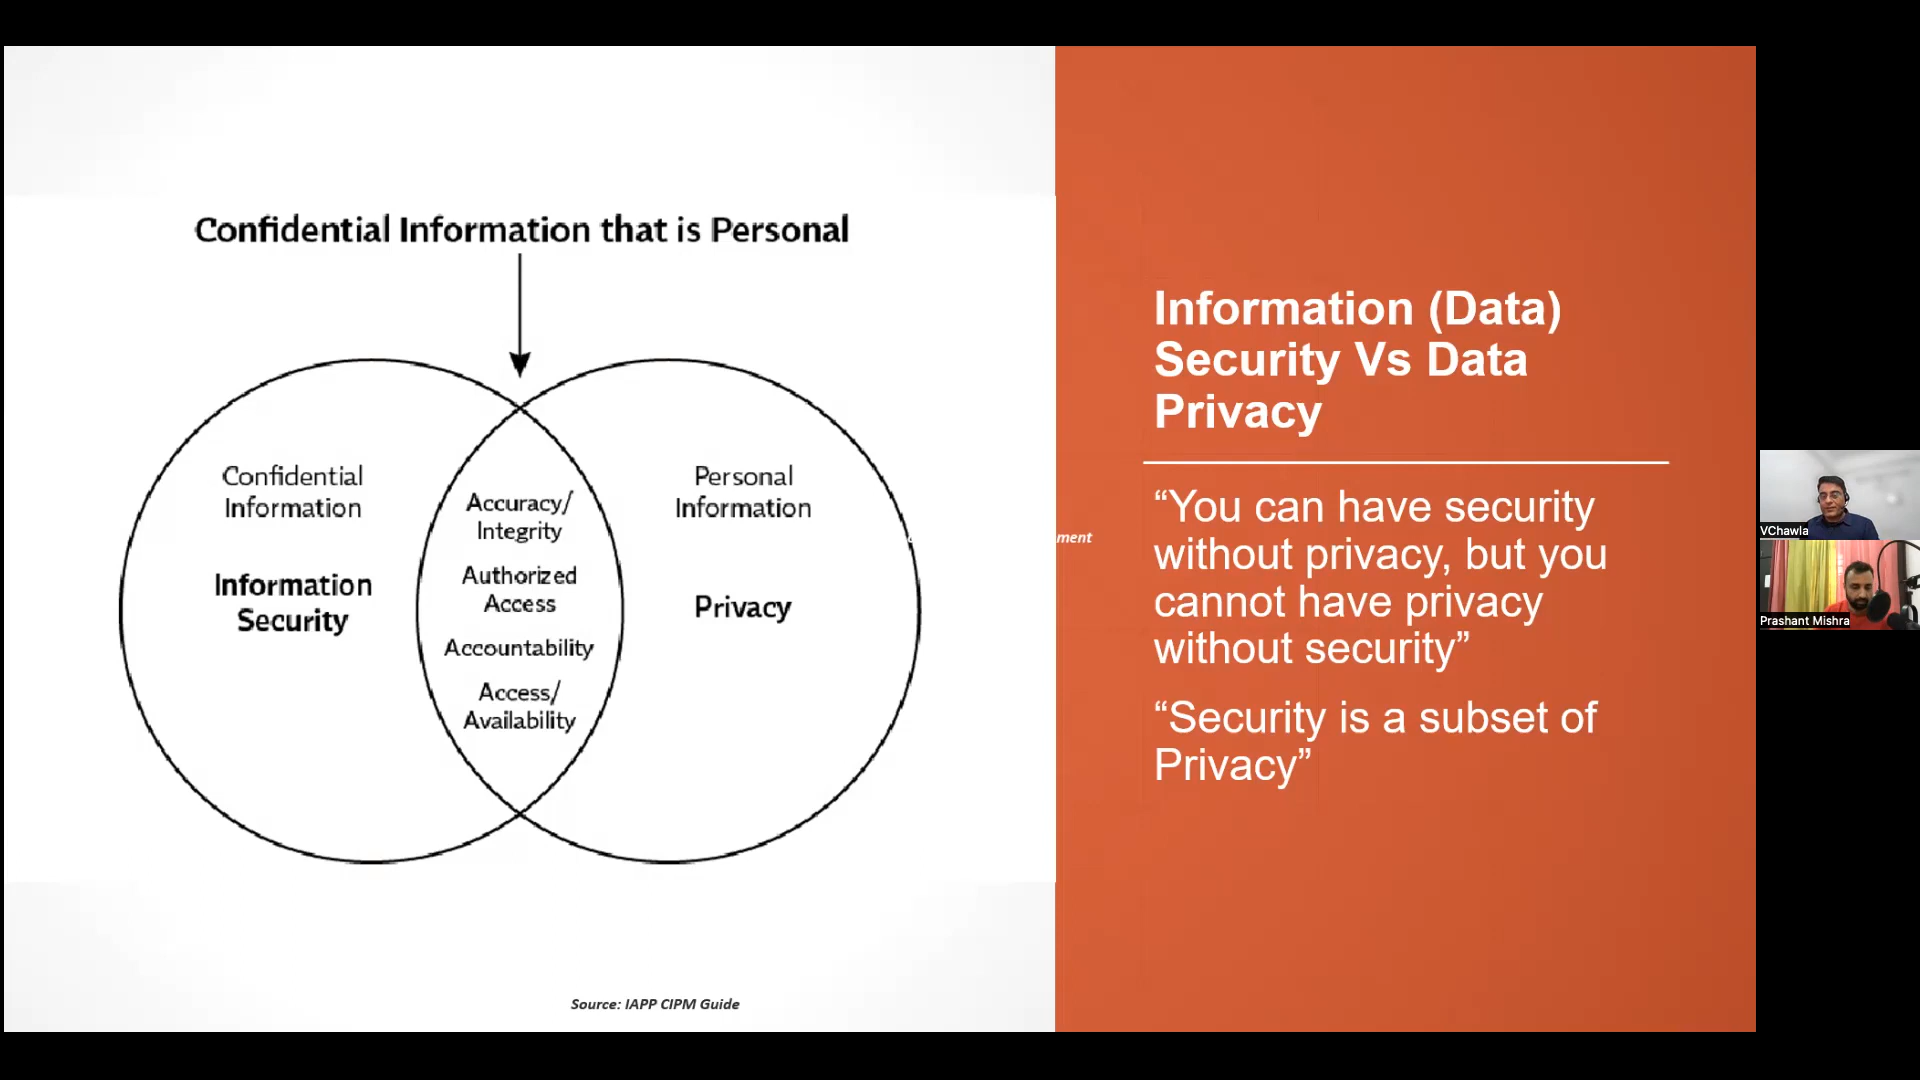 Confidential Information that is Personal
Confidential
Information
Information
Security
Accuracy/
Integrity
Authorized
Access
Accountability
Access/
Availability
Personal
Information
Privacy
Source: IAPP CIPM Guide
ment
Information (Data)
Security Vs Data
Privacy
“You can have security
without privacy, but you
cannot have privacy
without security”
“Security is a subset of
Privacy”
VChawla
Prashant Mishra